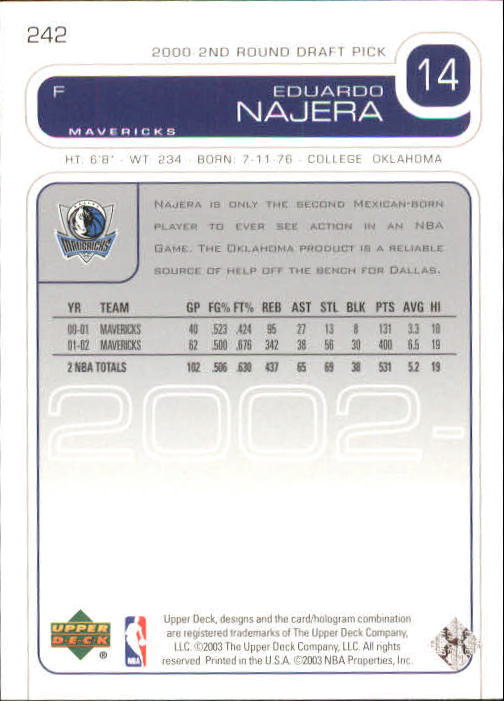 242
2000 2ND ROUND DRAFT PICK
14
F
EDUARDO
NAJERA
MAVERICKS
HT: 6'8" · WT 234 · BORN: 7-11-76 · COLLEGE OKLAHOMA
NAJERA IS ONLY THE SECOND MEXICAN-BORN
PLAYER TO EVER SEE ACTION IN AN NBA
GAME. THE OKLAHOMA PRODUCT IS A RELIABLE
SOURCE OF HELP OFF THE BENCH FOR DALLAS.
MAVERICKS
YR TEAM GP FG% FT% REB AST STL BLK PTS AVG HI
00-01 MAVERICKS 40 .523 .424 95 27 13 8 131 3.3 10
01-02 MAVERICKS 62 .500 .676 342 38 56 30 400 6.5 19
2 NBA TOTALS 102 .506 .630 437 65 69 38 531 5.2 19
2002-
UPPER
DECK
®
NBA
Upper Deck, designs and the card/hologram combination
are registered trademarks of The Upper Deck Company,
LLC. ©2003 The Upper Deck Company, LLC. All rights
reserved Printed in the U.S.A. ©2003 NBA Properties, Inc.